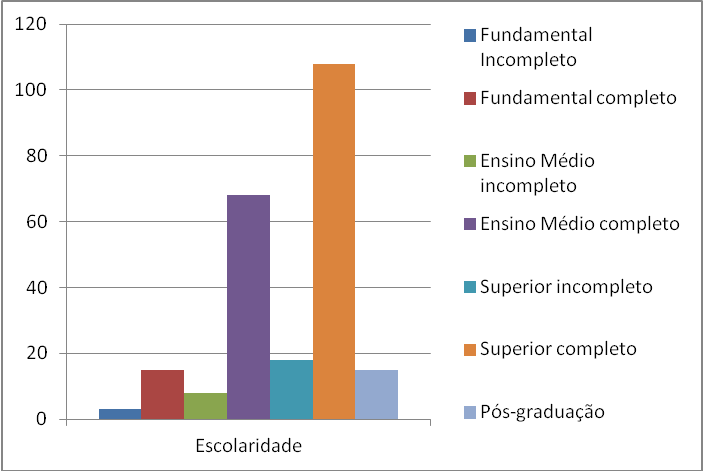 120
100
80
60
40
20
0
Escolaridade
Fundamental
Incompleto
Fundamental completo
Ensino Médio
incompleto
Ensino Médio completo
Superior incompleto
Superior completo
Pós-graduação